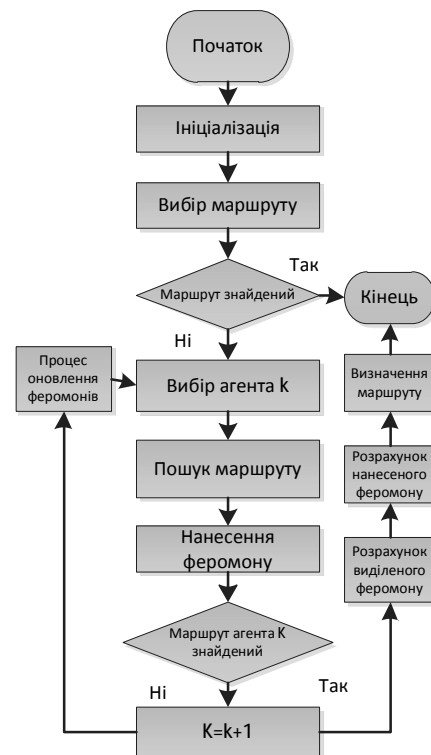 Початок
Ініціалізація
Вибір маршруту
Так
Маршрут знайдений
Кінець
Ні
Процес
оновлення
феромонів
Вибір агента k
Визначення
маршруту
Пошук маршруту
Розрахунок
нанесеного
феромону
Нанесення
феромону
Розрахунок
виділеного
феромону
Маршрут агента K
знайдений
Ні
Так
K=k+1